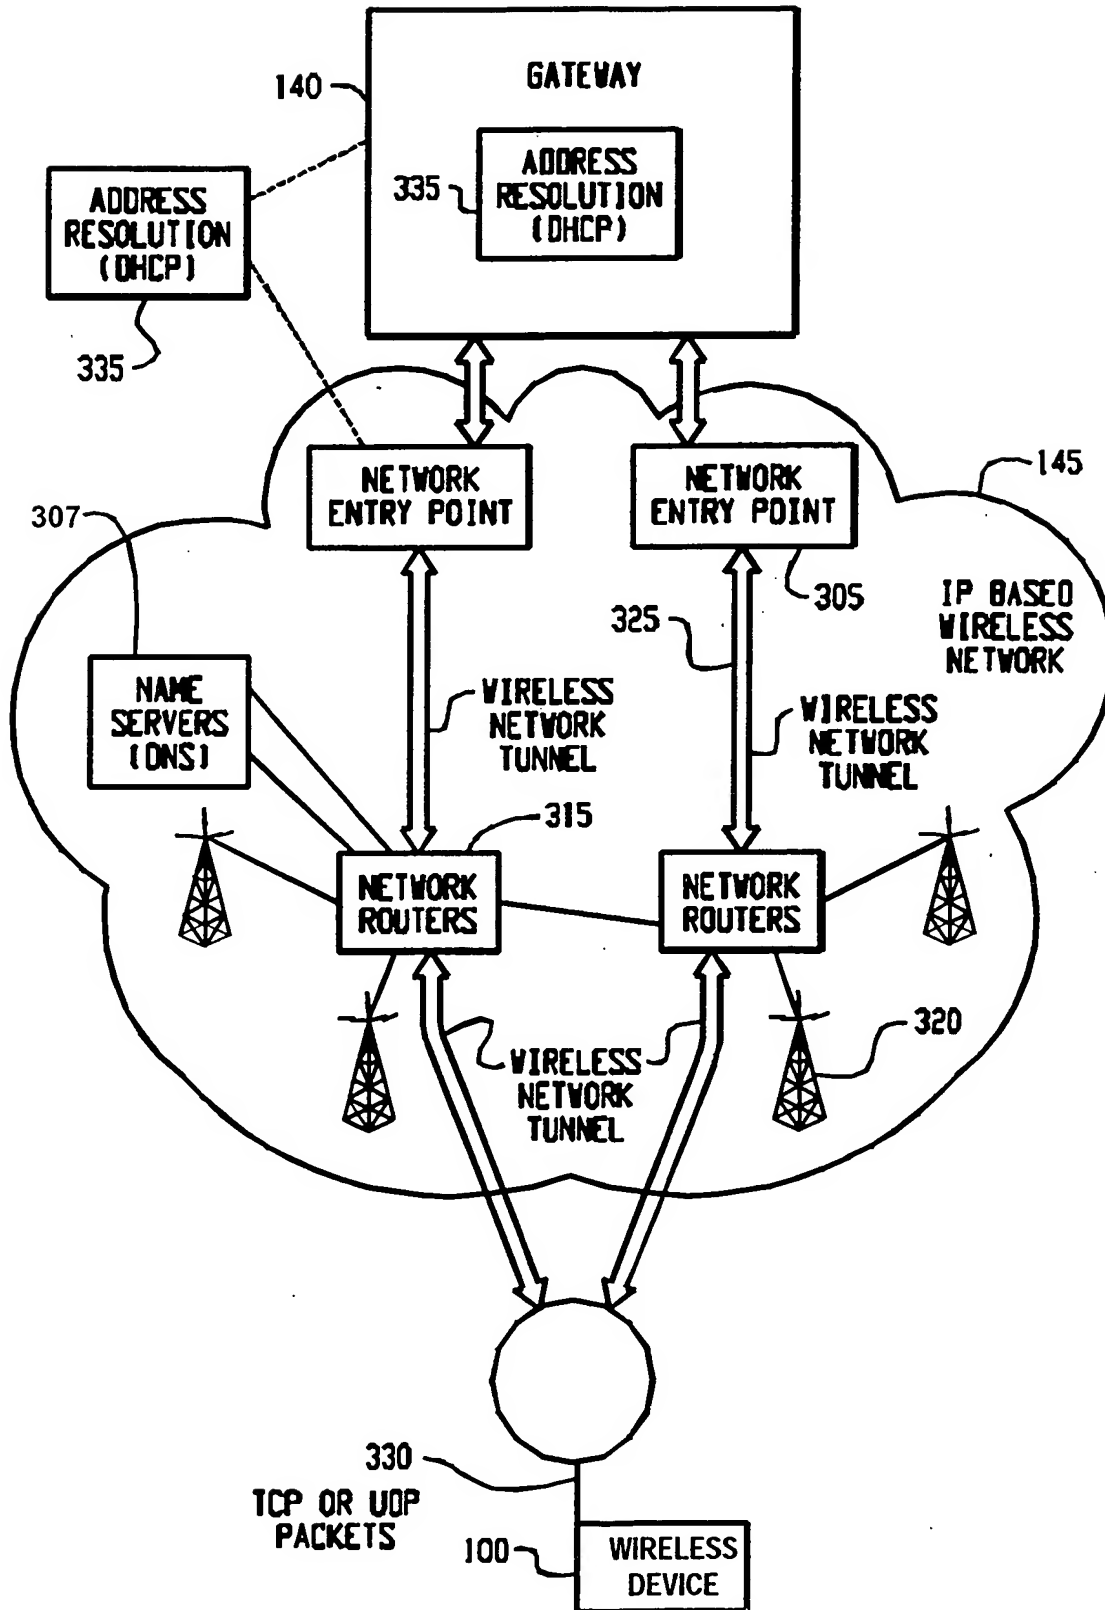 GATEWAY
140
ADDRESS
RESOLUTION
(DHCP)
335
ADDRESS
RESOLUTION
(DHCP)
335
NETWORK
ENTRY POINT
NETWORK
ENTRY POINT
145
307
305
325
IP BASED
WIRELESS
NETWORK
NAME
SERVERS
(DNS)
WIRELESS
NETWORK
TUNNEL
WIRELESS
NETWORK
TUNNEL
315
NETWORK
ROUTERS
NETWORK
ROUTERS
320
WIRELESS
NETWORK
TUNNEL
330
TCP OR UDP
PACKETS
100
WIRELESS
DEVICE